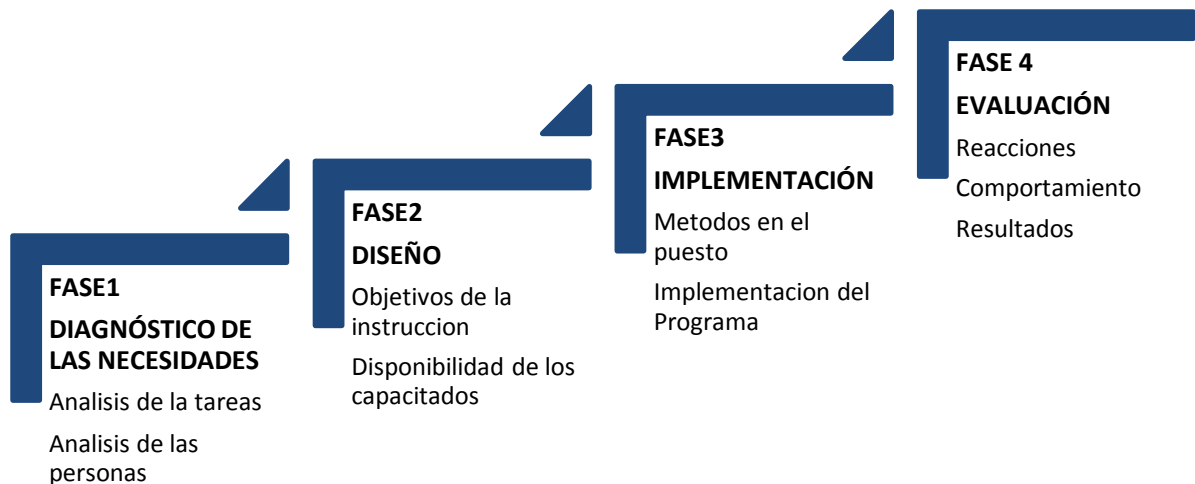 FASE1
DIAGNÓSTICO DE
LAS NECESIDADES
Analisis de la tareas
Analisis de las
personas
FASE2
DISEÑO
Objetivos de la
instruccion
Disponibilidad de los
capacitados
FASE3
IMPLEMENTACIÓN
Metodos en el
puesto
Implementacion del
Programa
FASE 4
EVALUACIÓN
Reacciones
Comportamiento
Resultados